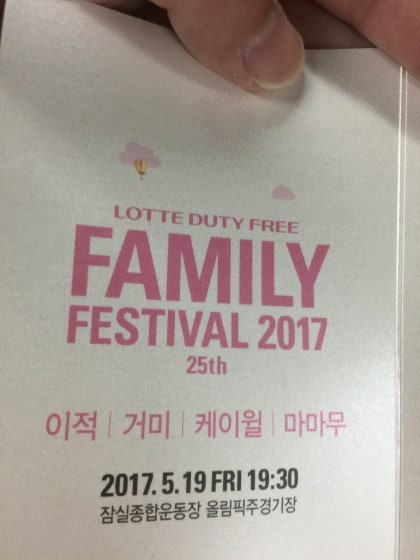 LOTTE DUTY FREE
FAMILY
FESTIVAL 2017
25th
이적 | 거미 | 케이윌 | 마마무
2017. 5.19 FRI 19:30
잠실종합운동장 올림픽주경기장